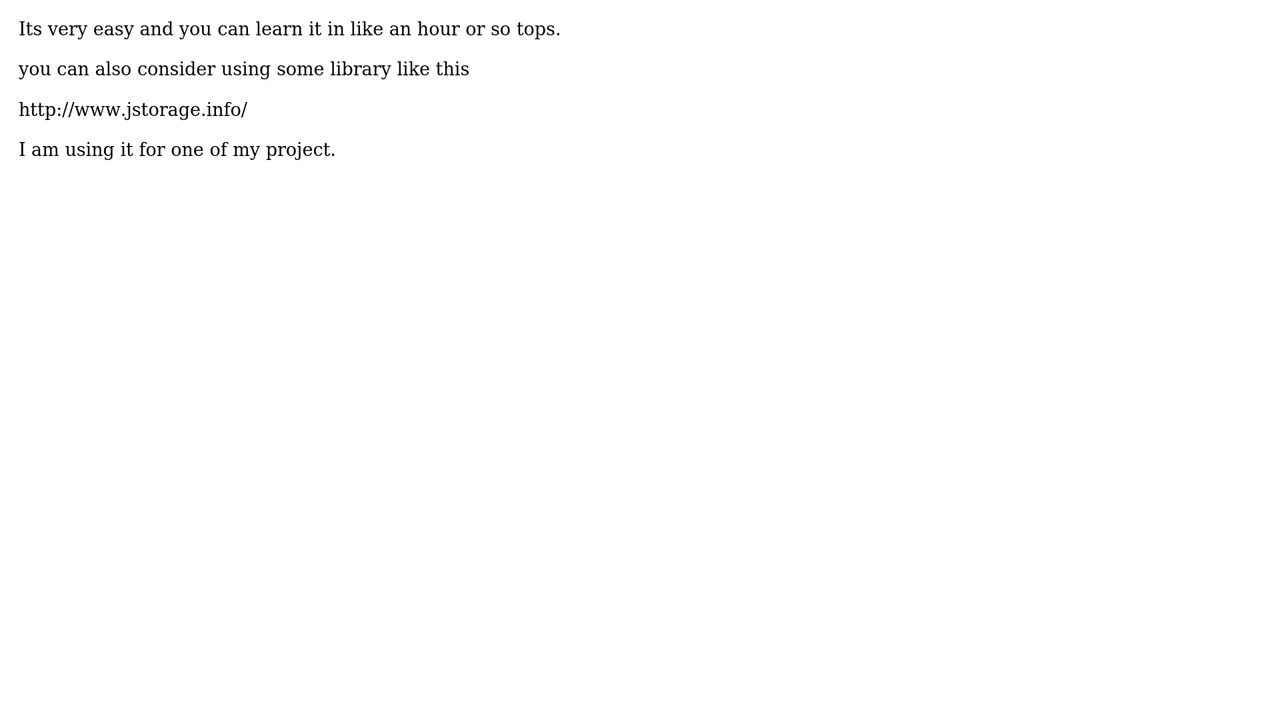 Its very easy and you can learn it in like an hour or so tops.
you can also consider using some library like this
http://www.jstorage.info/
I am using it for one of my project.